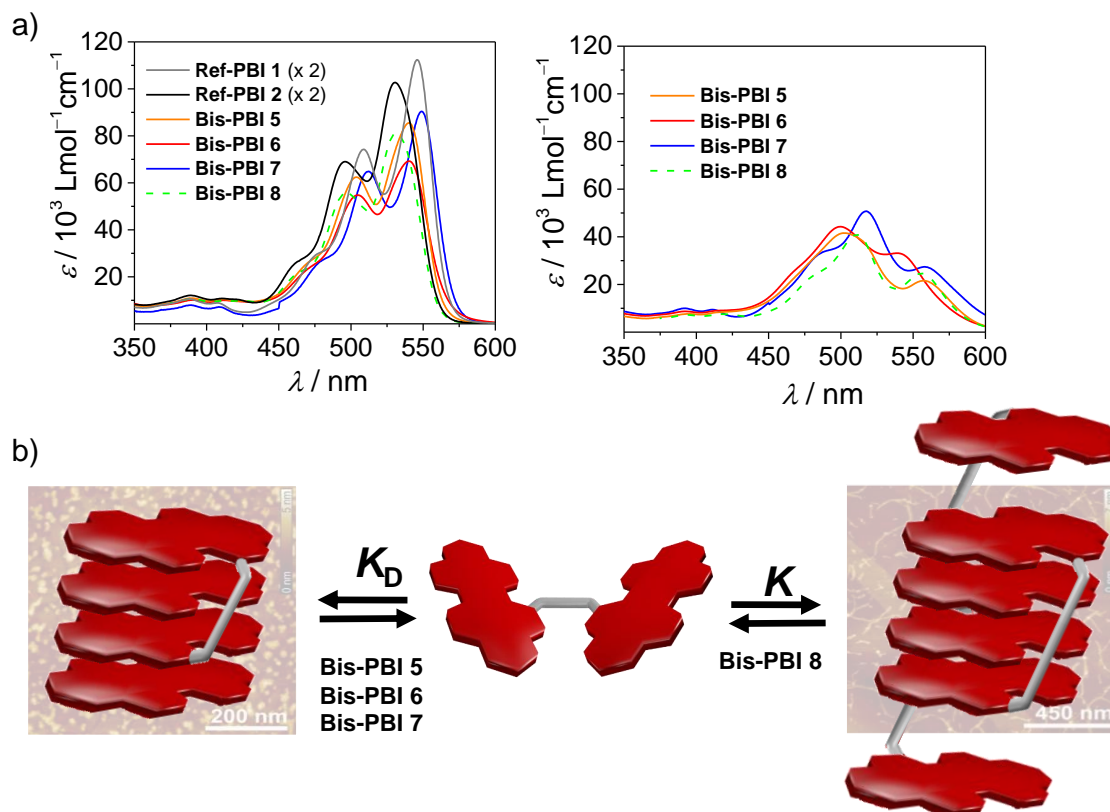 a)
120
100
80
60
40
20
ε / 10³ Lmol⁻¹cm⁻¹
Ref-PBI 1 (x 2)
Ref-PBI 2 (x 2)
Bis-PBI 5
Bis-PBI 6
Bis-PBI 7
Bis-PBI 8
350 400 450 500 550 600
λ / nm
120
100
80
60
40
20
ε / 10³ Lmol⁻¹cm⁻¹
Bis-PBI 5
Bis-PBI 6
Bis-PBI 7
Bis-PBI 8
350 400 450 500 550 600
λ / nm
b)
0 nm
200 nm
K_D
Bis-PBI 5
Bis-PBI 6
Bis-PBI 7
K
Bis-PBI 8
450 nm